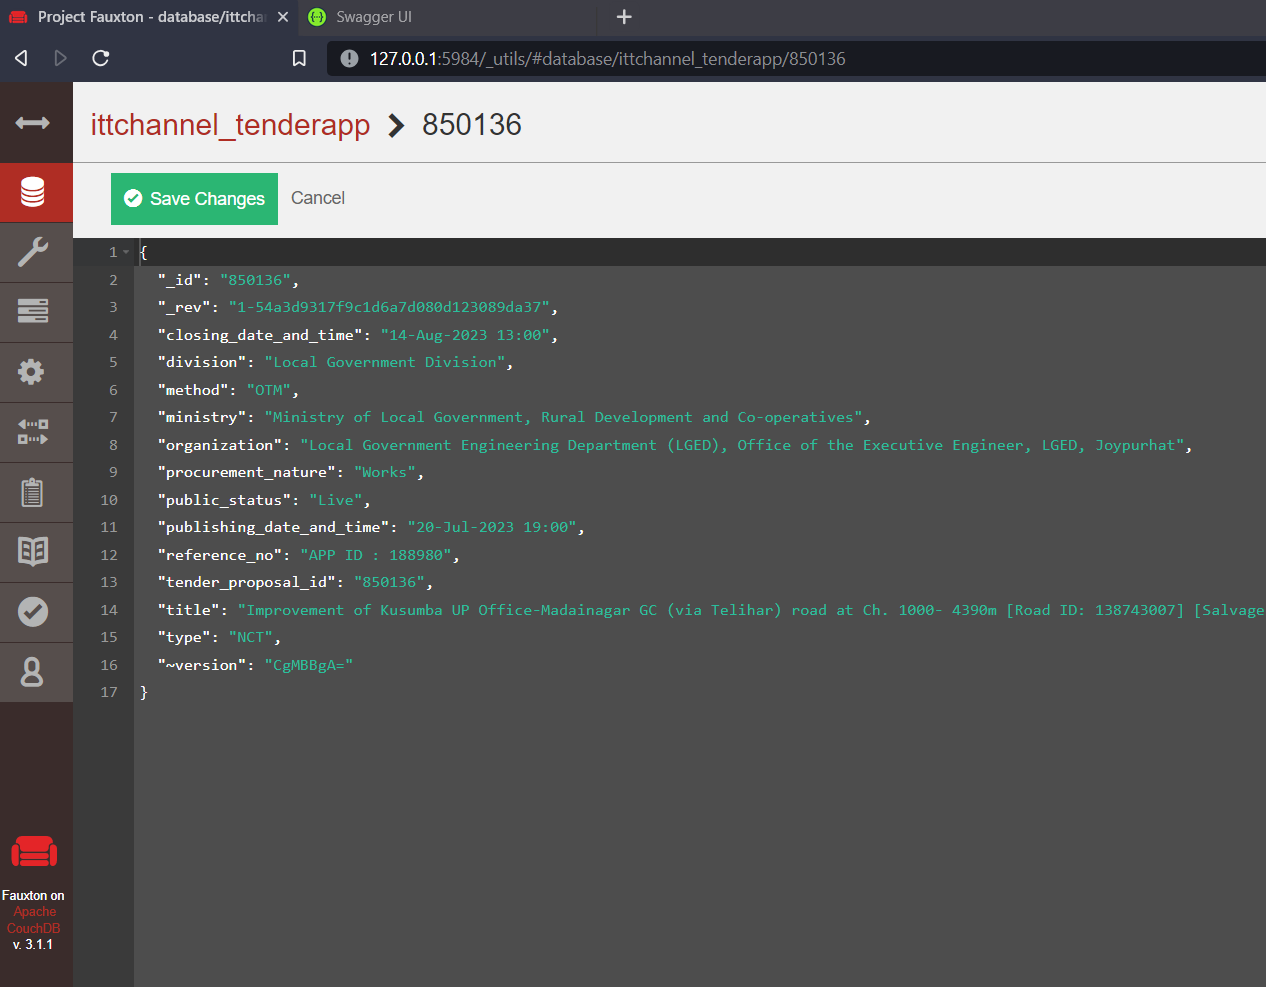 Project Fauxton - database/ittcha
Swagger UI
127.0.0.1:5984/_utils/#database/ittchannel_tenderapp/850136
ittchannel_tenderapp > 850136
Save Changes Cancel
1 {
2 "_id": "850136",
3 "_rev": "1-54a3d9317f9c1d6a7d080d123089da37",
4 "closing_date_and_time": "14-Aug-2023 13:00",
5 "division": "Local Government Division",
6 "method": "OTM",
7 "ministry": "Ministry of Local Government, Rural Development and Co-operatives",
8 "organization": "Local Government Engineering Department (LGED), Office of the Executive Engineer, LGED, Joypurhat",
9 "procurement_nature": "Works",
10 "public_status": "Live",
11 "publishing_date_and_time": "20-Jul-2023 19:00",
12 "reference_no": "APP ID : 188980",
13 "tender_proposal_id": "850136",
14 "title": "Improvement of Kusumba UP Office-Madainagar GC (via Telihar) road at Ch. 1000- 4390m [Road ID: 138743007] [Salvage
15 "type": "NCT",
16 "~version": "CgMBBgA="
17 }
Fauxton on
Apache
CouchDB
v. 3.1.1